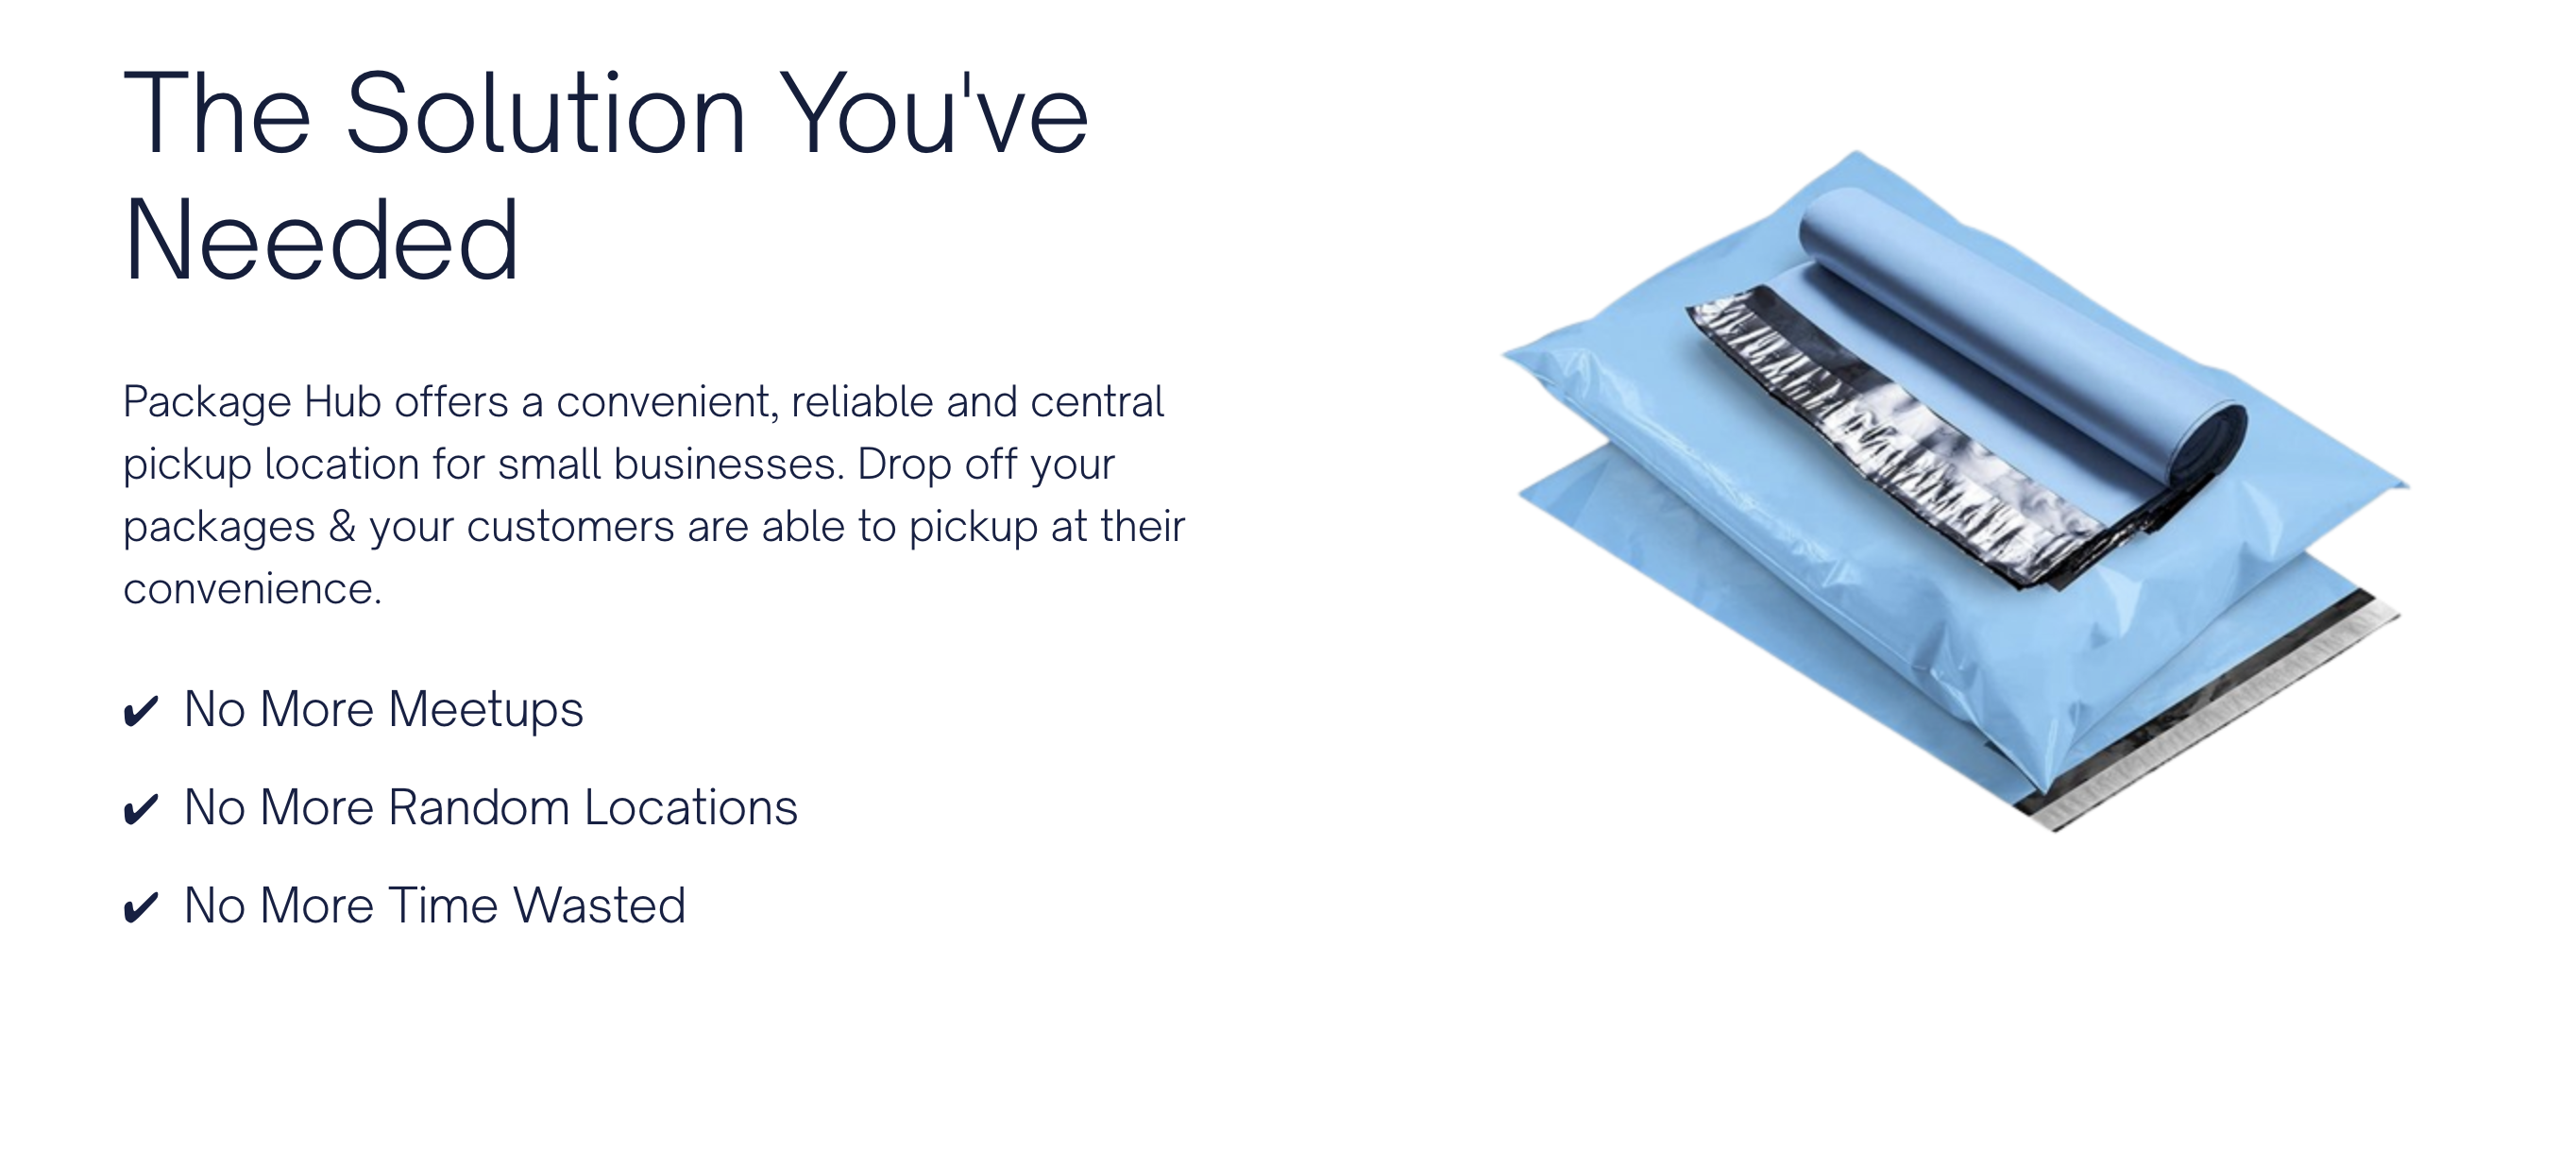 The Solution You've
Needed
Package Hub offers a convenient, reliable and central
pickup location for small businesses. Drop off your
packages & your customers are able to pickup at their
convenience.
✔ No More Meetups
✔ No More Random Locations
✔ No More Time Wasted